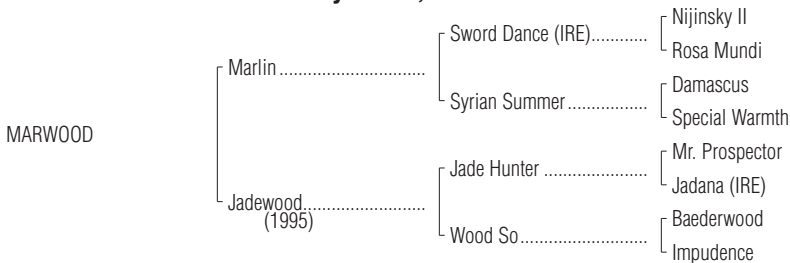 Nijinsky II
Sword Dance (IRE)............
Rosa Mundi
Marlin ...............................
Damascus
Syrian Summer.................
Special Warmth
MARWOOD
Mr. Prospector
Jade Hunter ......................
Jadana (IRE)
Jadewood..........................
(1995)
Baederwood
Wood So...........................
Impudence